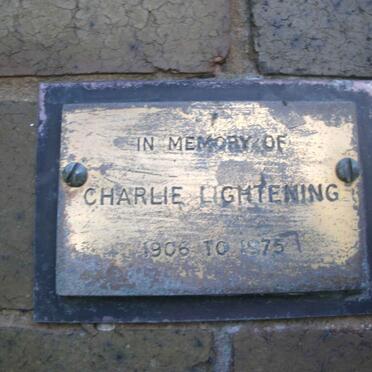 IN MEMORY OF
CHARLIE LIGHTENING
1906 TO 1975